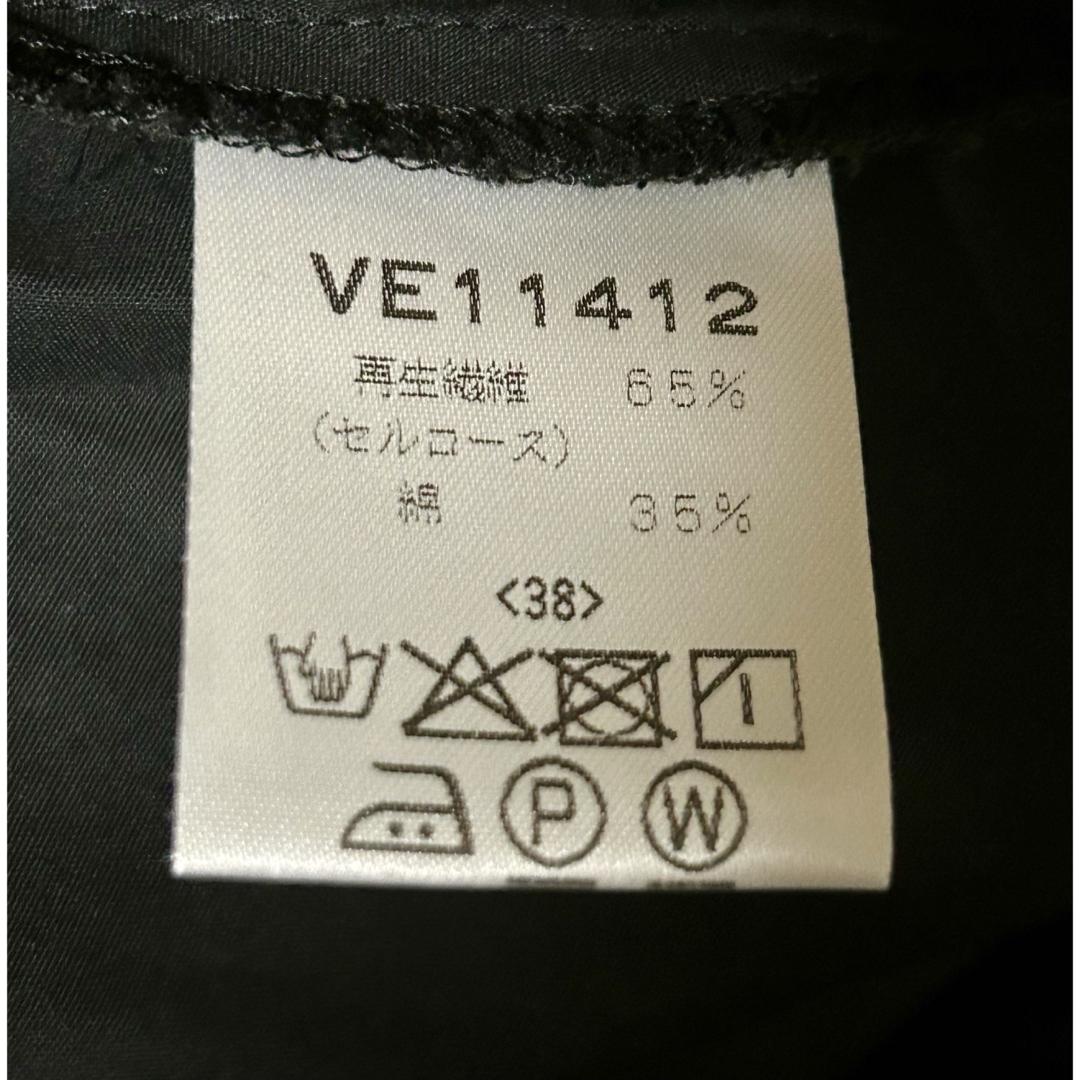 VE11412
再生繊維 65%
(セルロース)
綿 35%
<38>
P W